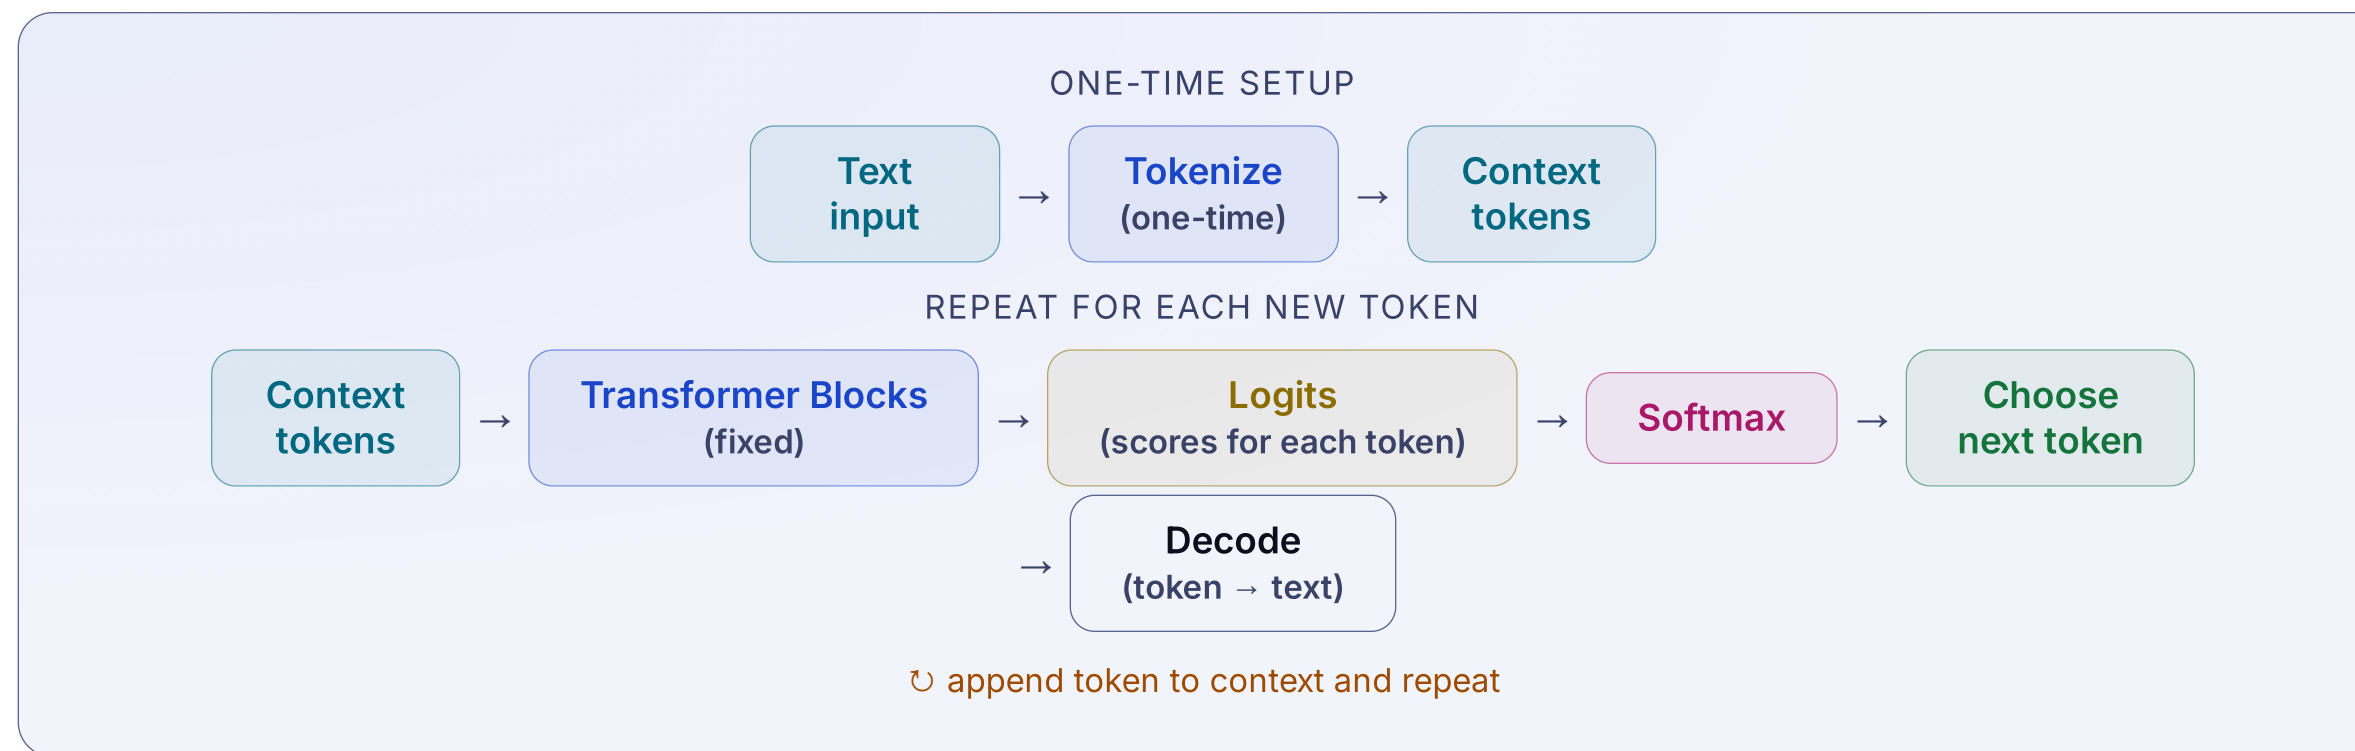 ONE-TIME SETUP
Text
input
→
Tokenize
(one-time)
→
Context
tokens
REPEAT FOR EACH NEW TOKEN
Context
tokens
→
Transformer Blocks
(fixed)
→
Logits
(scores for each token)
→
Softmax
→
Choose
next token
→
Decode
(token → text)
↻ append token to context and repeat